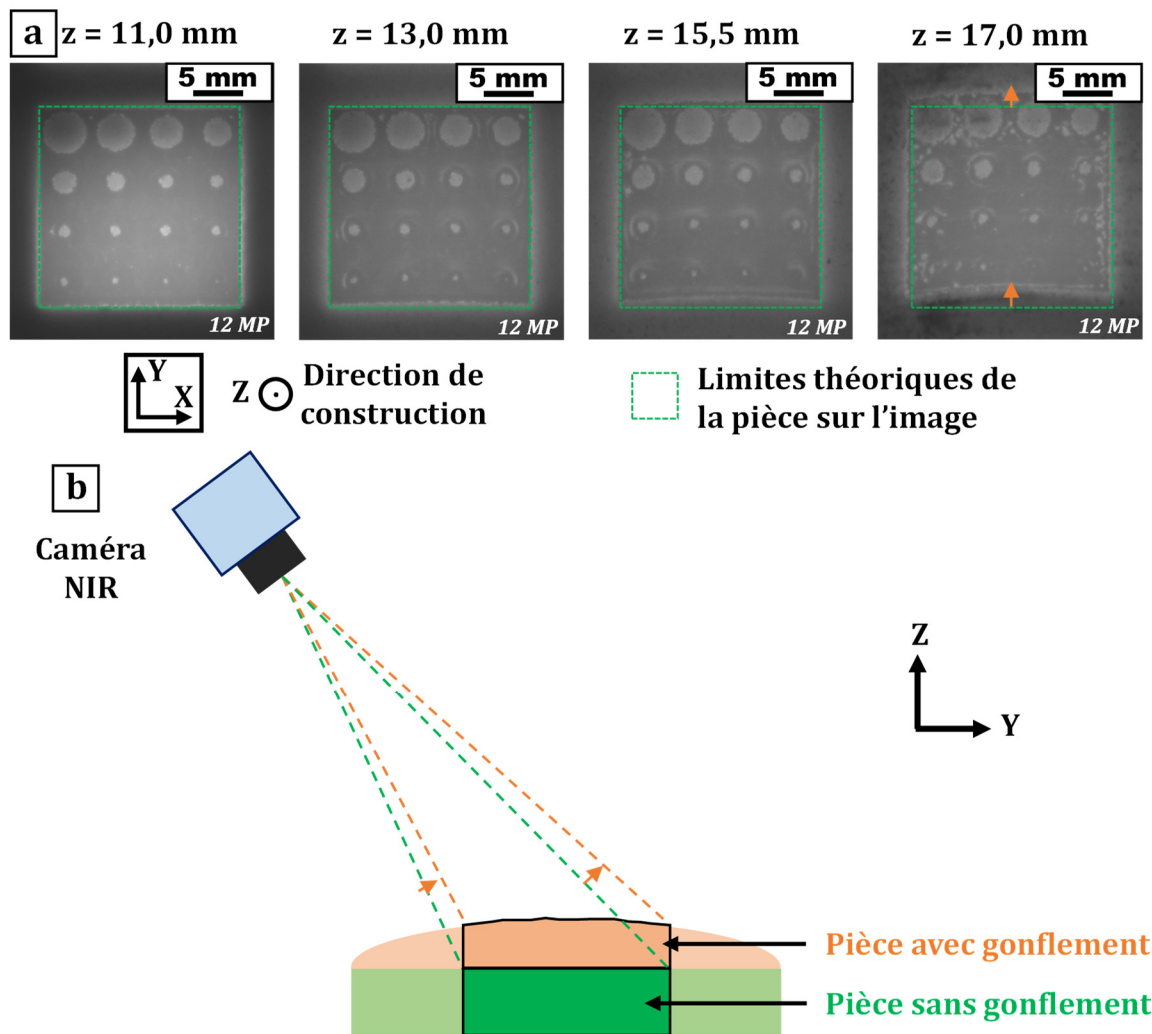 a
z = 11,0 mm
z = 13,0 mm
z = 15,5 mm
z = 17,0 mm
5 mm
5 mm
5 mm
5 mm
12 MP
12 MP
12 MP
12 MP
Y
X
Z
Direction de
construction
Limites théoriques de
la pièce sur l'image
b
Caméra
NIR
Z
Y
Pièce avec gonflement
Pièce sans gonflement